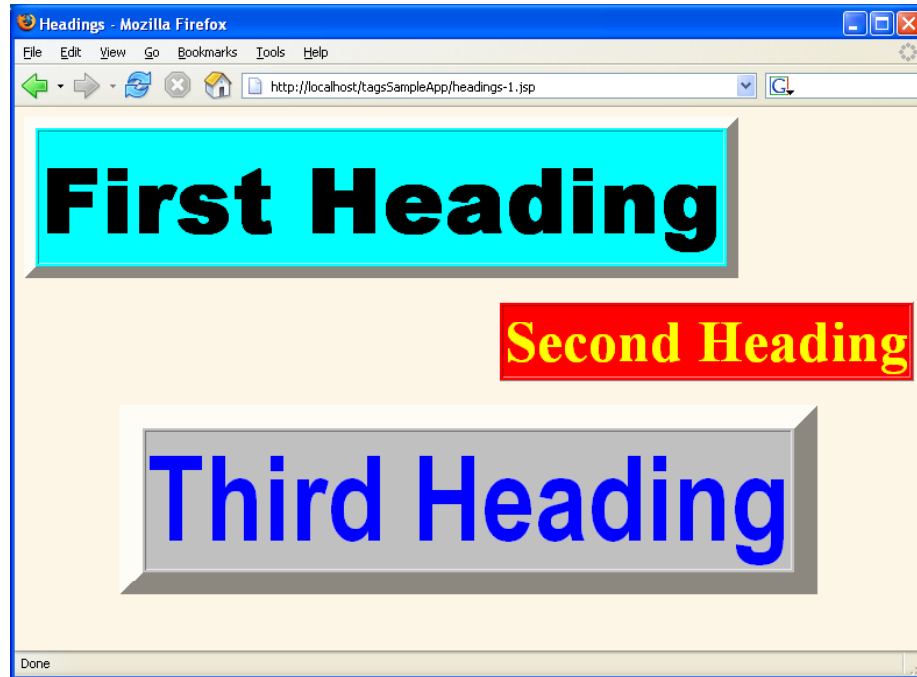 Headings - Mozilla Firefox
File Edit View Go Bookmarks Tools Help
http://localhost/tagsSampleApp/headings-1.jsp G
First Heading
Second Heading
Third Heading
Done